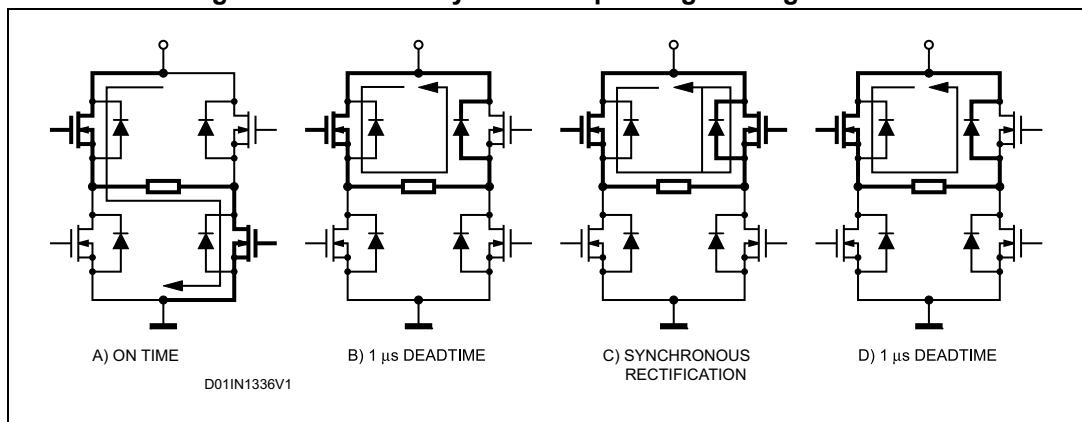 A) ON TIME
B) 1 μs DEADTIME
C) SYNCHRONOUS
RECTIFICATION
D) 1 μs DEADTIME
D01IN1336V1